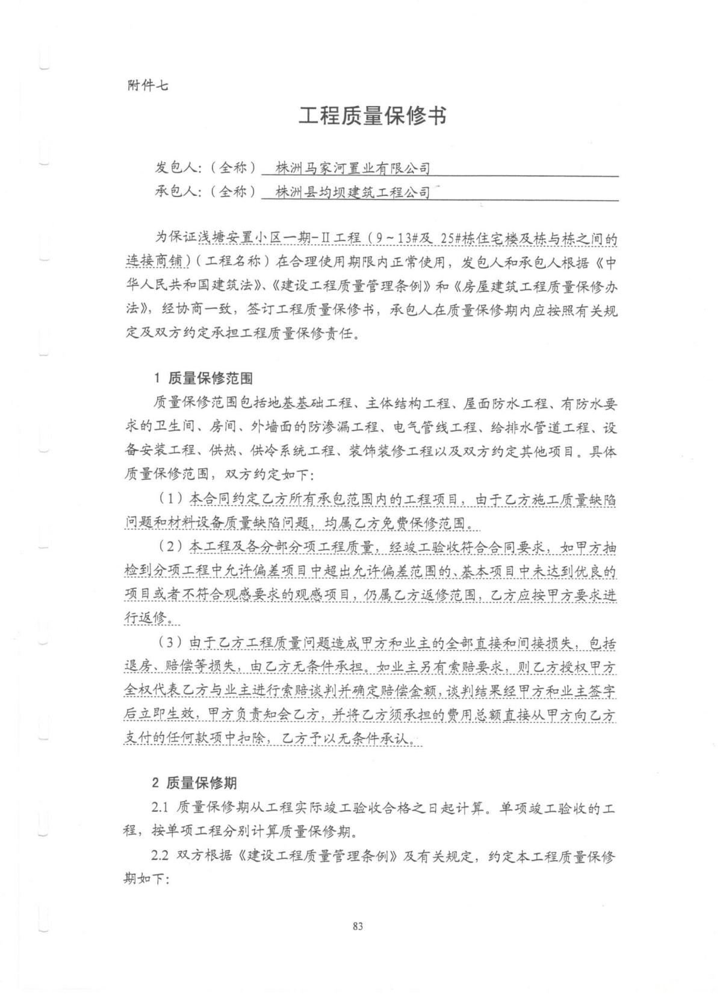 附件七
工程质量保修书
发包人：（全称） 株洲马家河置业有限公司
承包人：（全称） 株洲县均坝建筑工程公司
为保证浅塘安置小区一期-Ⅱ工程（9～13#及 25#栋住宅楼及栋与栋之间的
连接商铺）（工程名称）在合理使用期限内正常使用，发包人和承包人根据《中
华人民共和国建筑法》、《建设工程质量管理条例》和《房屋建筑工程质量保修办
法》，经协商一致，签订工程质量保修书，承包人在质量保修期内应按照有关规
定及双方约定承担工程质量保修责任。
1 质量保修范围
质量保修范围包括地基基础工程、主体结构工程、屋面防水工程、有防水要
求的卫生间、房间、外墙面的防渗漏工程、电气管线工程、给排水管道工程、设
备安装工程、供热、供冷系统工程、装饰装修工程以及双方约定其他项目。具体
质量保修范围，双方约定如下：
（1）本合同约定乙方所有承包范围内的工程项目，由于乙方施工质量缺陷
问题和材料设备质量缺陷问题，均属乙方免费保修范围。
（2）本工程及各分部分项工程质量，经竣工验收符合合同要求，如甲方抽
检到分项工程中允许偏差项目中超出允许偏差范围的、基本项目中未达到优良的
项目或者不符合观感要求的观感项目，仍属乙方返修范围，乙方应按甲方要求进
行返修。
（3）由于乙方工程质量问题造成甲方和业主的全部直接和间接损失，包括
退房、赔偿等损失，由乙方无条件承担。如业主另有索赔要求，则乙方授权甲方
全权代表乙方与业主进行索赔谈判并确定赔偿金额，谈判结果经甲方和业主签字
后立即生效，甲方负责知会乙方，并将乙方须承担的费用总额直接从甲方向乙方
支付的任何款项中扣除，乙方予以无条件承认。
2 质量保修期
2.1 质量保修期从工程实际竣工验收合格之日起计算。单项竣工验收的工
程，按单项工程分别计算质量保修期。
2.2 双方根据《建设工程质量管理条例》及有关规定，约定本工程质量保修
期如下：
83